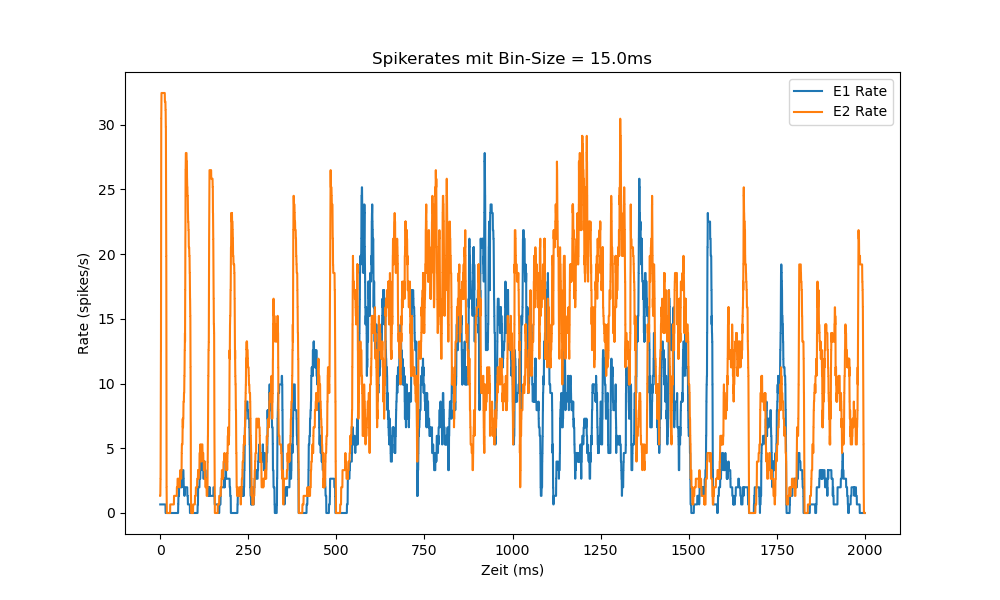 Spikerates mit Bin-Size = 15.0ms
E1 Rate
E2 Rate
Rate (spikes/s)
30
25
20
15
10
5
0
0 250 500 750 1000 1250 1500 1750 2000
Zeit (ms)